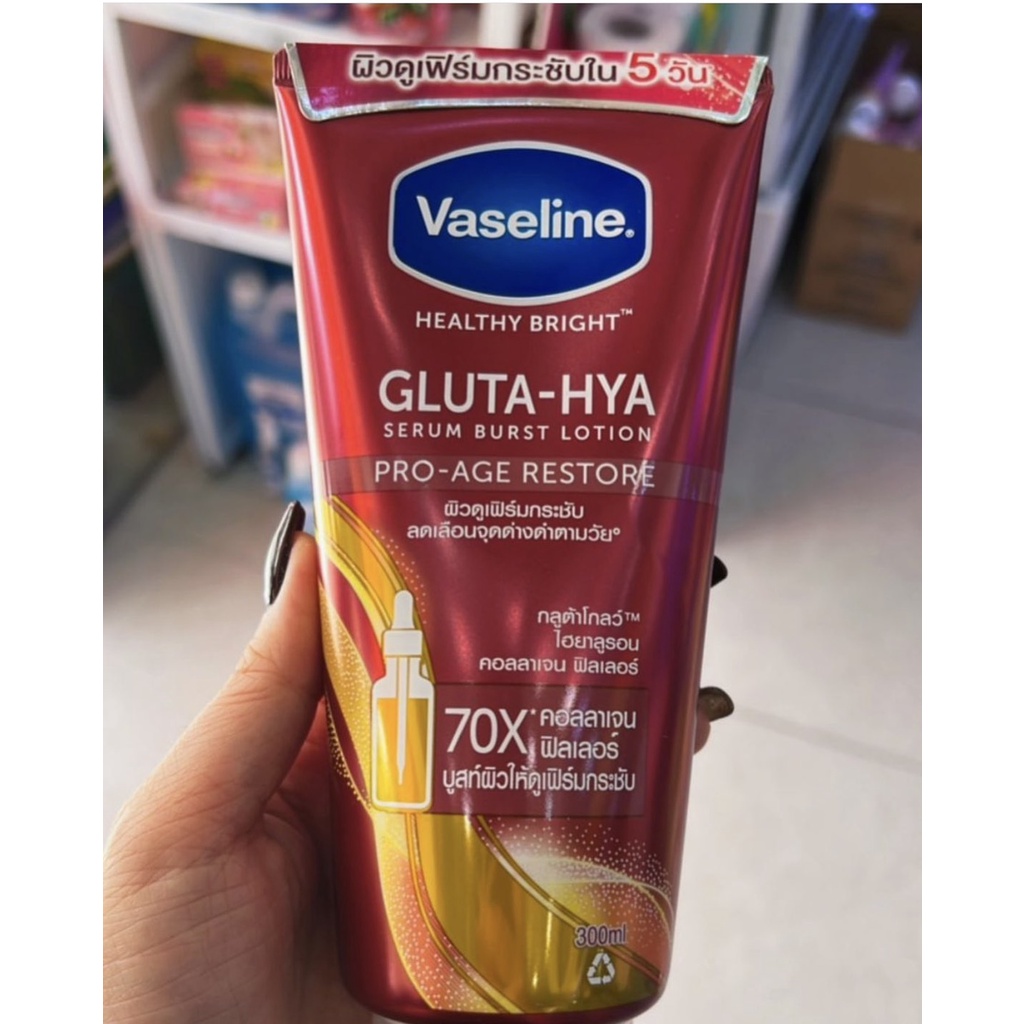 ผิวดูเฟิร์มกระชับใน 5 วัน
Vaseline®
HEALTHY BRIGHT™
GLUTA-HYA
SERUM BURST LOTION
PRO-AGE RESTORE
ผิวดูเฟิร์มกระชับ
ลดเลือนจุดด่างดำตามวัย°
กลูต้าโกลว์™
ไฮยาลูรอน
คอลลาเจน ฟิลเลอร์
70X* คอลลาเจน
ฟิลเลอร์
บูสท์ผิวให้ดูเฟิร์มกระชับ
300ml